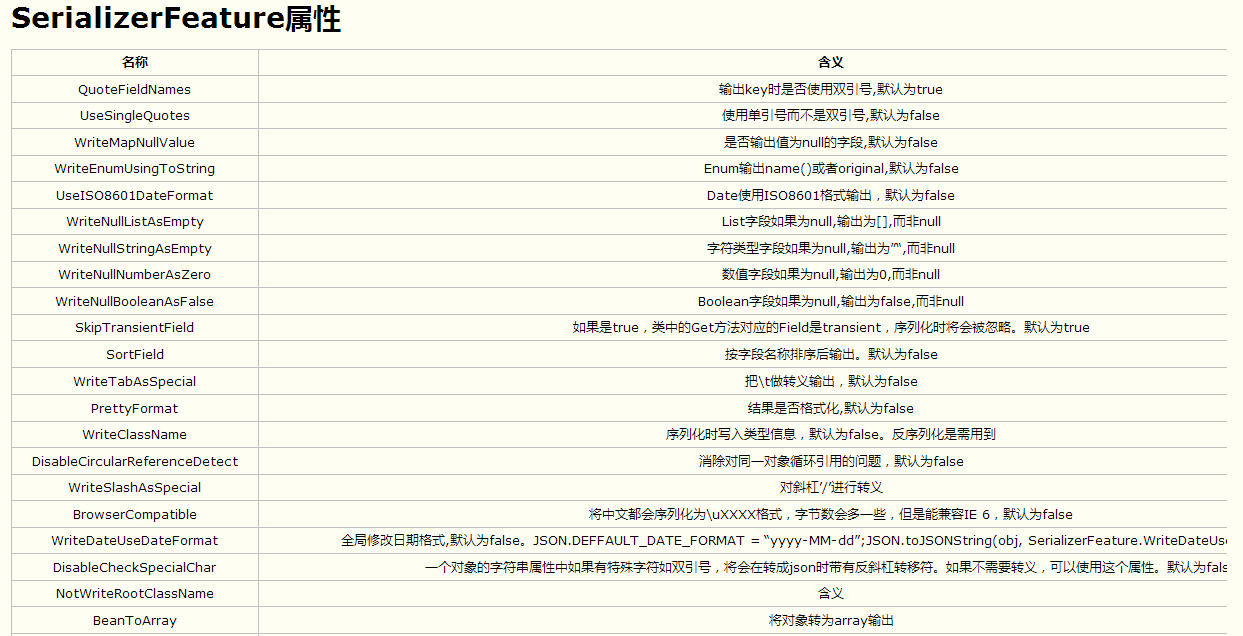 SerializerFeature属性
名称 含义
QuoteFieldNames 输出key时是否使用双引号,默认为true
UseSingleQuotes 使用单引号而不是双引号,默认为false
WriteMapNullValue 是否输出值为null的字段,默认为false
WriteEnumUsingToString Enum输出name()或者original,默认为false
UseISO8601DateFormat Date使用ISO8601格式输出，默认为false
WriteNullListAsEmpty List字段如果为null,输出为[],而非null
WriteNullStringAsEmpty 字符类型字段如果为null,输出为”“,而非null
WriteNullNumberAsZero 数值字段如果为null,输出为0,而非null
WriteNullBooleanAsFalse Boolean字段如果为null,输出为false,而非null
SkipTransientField 如果是true，类中的Get方法对应的Field是transient，序列化时将会被忽略。默认为true
SortField 按字段名称排序后输出。默认为false
WriteTabAsSpecial 把\t做转义输出，默认为false
PrettyFormat 结果是否格式化,默认为false
WriteClassName 序列化时写入类型信息，默认为false。反序列化是需用到
DisableCircularReferenceDetect 消除对同一对象循环引用的问题，默认为false
WriteSlashAsSpecial 对斜杠’/’进行转义
BrowserCompatible 将中文都会序列化为\uXXXX格式，字节数会多一些，但是能兼容IE 6，默认为false
WriteDateUseDateFormat 全局修改日期格式,默认为false。JSON.DEFFAULT_DATE_FORMAT = “yyyy-MM-dd”;JSON.toJSONString(obj, SerializerFeature.WriteDateUse
DisableCheckSpecialChar 一个对象的字符串属性中如果有特殊字符如双引号，将会在转成json时带有反斜杠转移符。如果不需要转义，可以使用这个属性。默认为fals
NotWriteRootClassName 含义
BeanToArray 将对象转为array输出